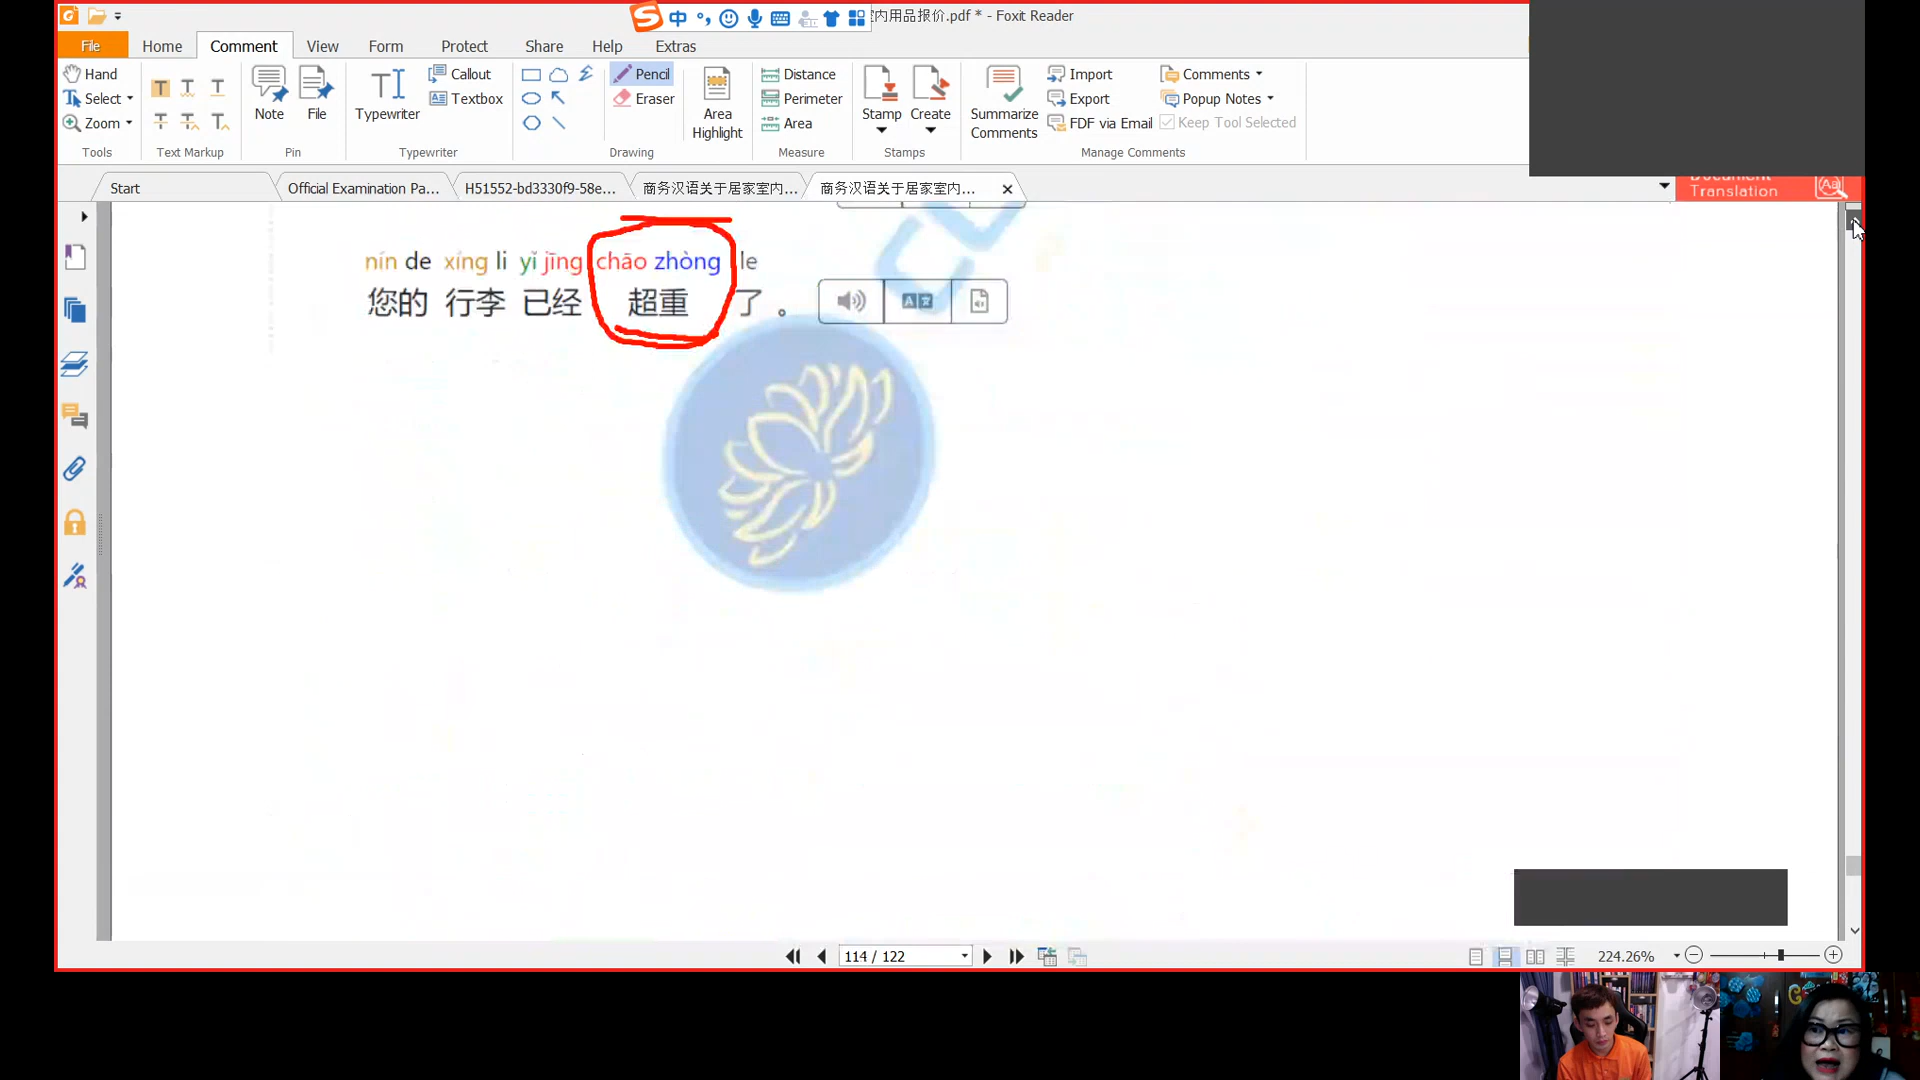 中
室内用品报价.pdf * - Foxit Reader
File Home Comment View Form Protect Share Help Extras
Hand
Select
Zoom
Tools
Text Markup
Note
File
Pin
Typewriter
Callout
Textbox
Typewriter
Pencil
Eraser
Area
Highlight
Drawing
Distance
Perimeter
Area
Measure
Stamp
Create
Stamps
Summarize
Comments
Import
Export
FDF via Email
Comments
Popup Notes
Keep Tool Selected
Manage Comments
Start
Official Examination Pa...
H51552-bd3330f9-58e...
商务汉语关于居家室内...
商务汉语关于居家室内...
Document
Translation
nín de xíng li yǐ jīng chāo zhòng le
您的 行李 已经 超重 了 。
114 / 122
224.26%